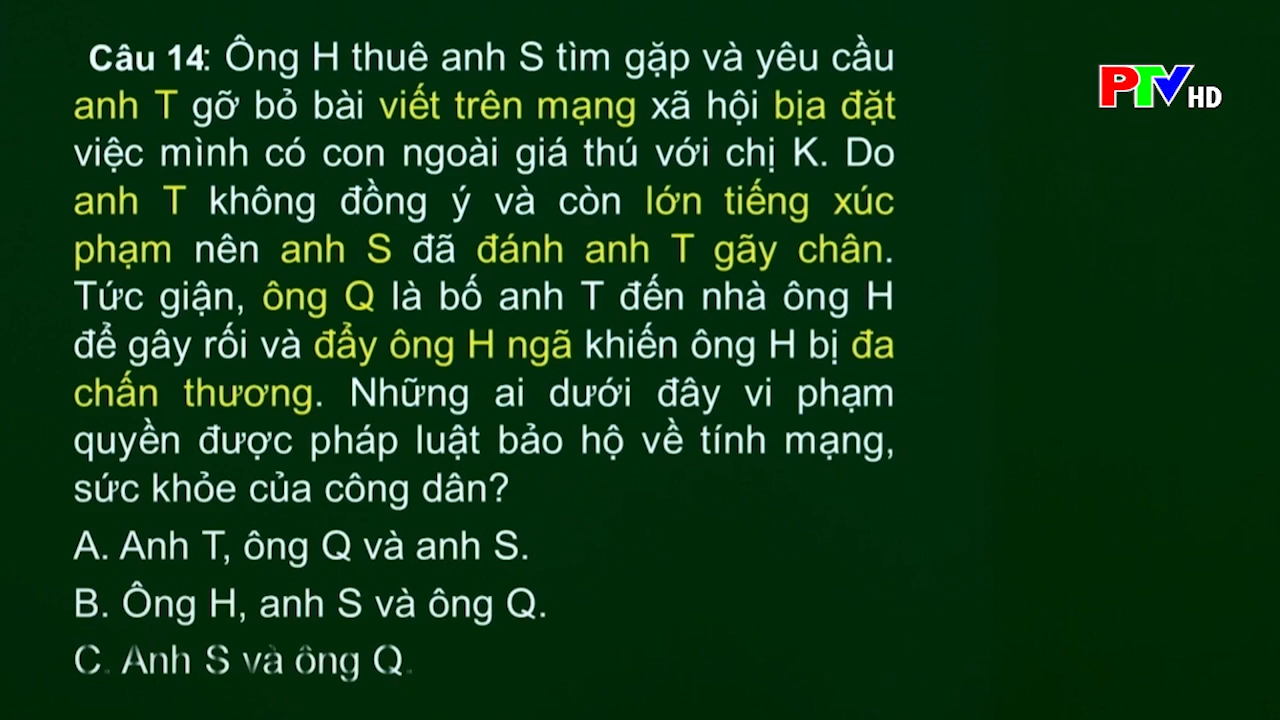 Câu 14: Ông H thuê anh S tìm gặp và yêu cầu
anh T gỡ bỏ bài viết trên mạng xã hội bịa đặt
việc mình có con ngoài giá thú với chị K. Do
anh T không đồng ý và còn lớn tiếng xúc
phạm nên anh S đã đánh anh T gãy chân.
Tức giận, ông Q là bố anh T đến nhà ông H
để gây rối và đẩy ông H ngã khiến ông H bị đa
chấn thương. Những ai dưới đây vi phạm
quyền được pháp luật bảo hộ về tính mạng,
sức khỏe của công dân?
A. Anh T, ông Q và anh S.
B. Ông H, anh S và ông Q.
C. Anh S và ông Q.
PTV HD